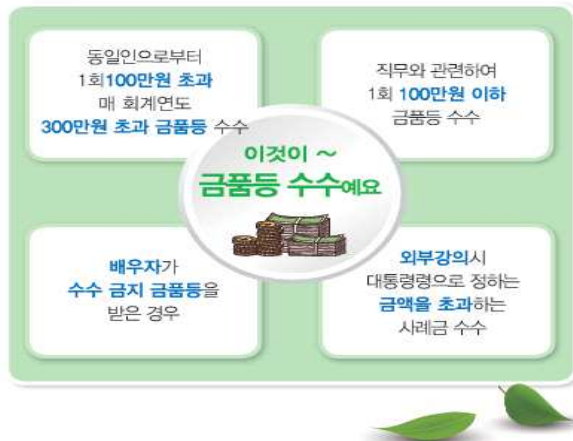 동일인으로부터
1회100만원 초과
매 회계연도
300만원 초과 금품등 수수
직무와 관련하여
1회 100만원 이하
금품등 수수
이것이 ~
금품등 수수예요
배우자가
수수 금지 금품등을
받은 경우
외부강의시
대통령령으로 정하는
금액을 초과하는
사례금 수수